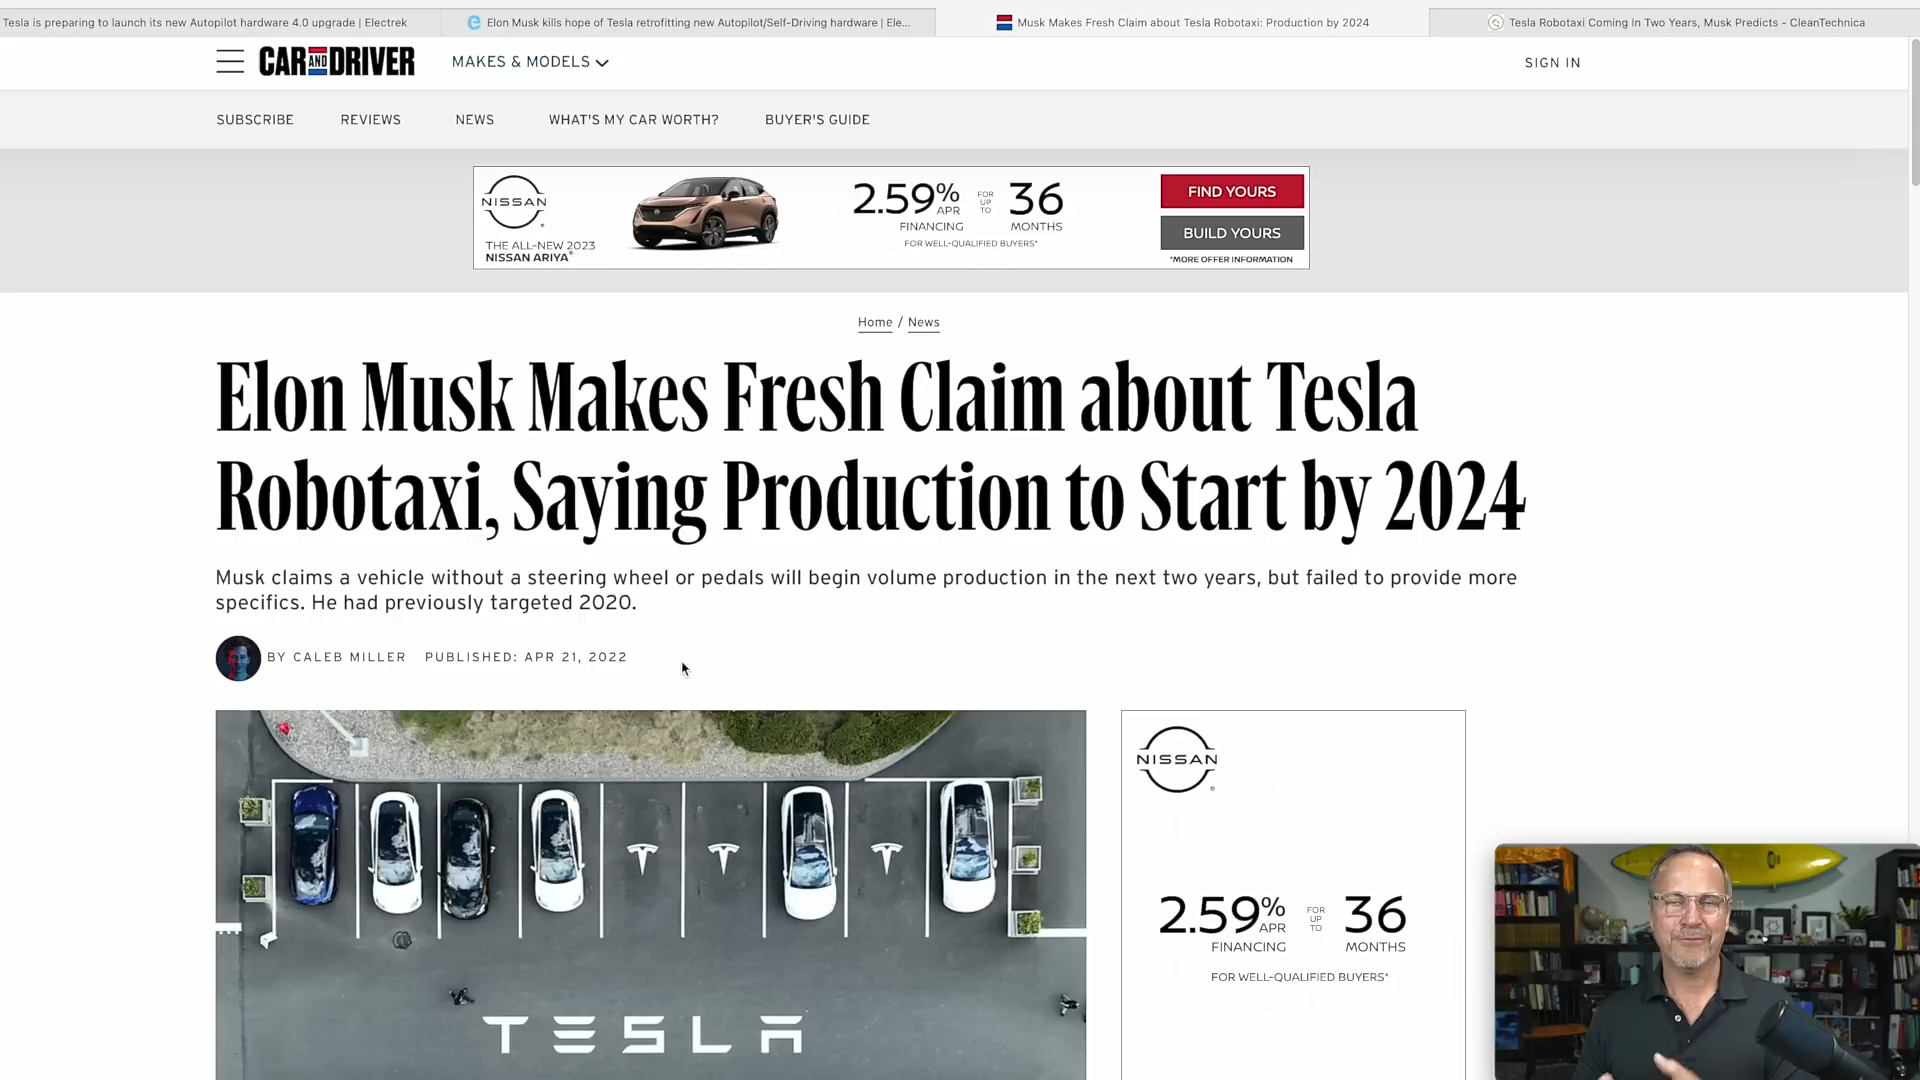 Tesla is preparing to launch its new Autopilot hardware 4.0 upgrade | Electrek
Elon Musk kills hope of Tesla retrofitting new Autopilot/Self-Driving hardware | Ele...
Musk Makes Fresh Claim about Tesla Robotaxi: Production by 2024
Tesla Robotaxi Coming In Two Years, Musk Predicts - CleanTechnica
CAR AND DRIVER
MAKES & MODELS
SIGN IN
SUBSCRIBE
REVIEWS
NEWS
WHAT'S MY CAR WORTH?
BUYER'S GUIDE
NISSAN
THE ALL-NEW 2023
NISSAN ARIYA®
2.59% APR
FINANCING
FOR UP TO
36
MONTHS
FOR WELL-QUALIFIED BUYERS*
FIND YOURS
BUILD YOURS
*MORE OFFER INFORMATION
Home / News
Elon Musk Makes Fresh Claim about Tesla
Robotaxi, Saying Production to Start by 2024
Musk claims a vehicle without a steering wheel or pedals will begin volume production in the next two years, but failed to provide more
specifics. He had previously targeted 2020.
BY CALEB MILLER PUBLISHED: APR 21, 2022
TESLA
NISSAN
2.59% APR
FINANCING
FOR UP TO
36
MONTHS
FOR WELL-QUALIFIED BUYERS*